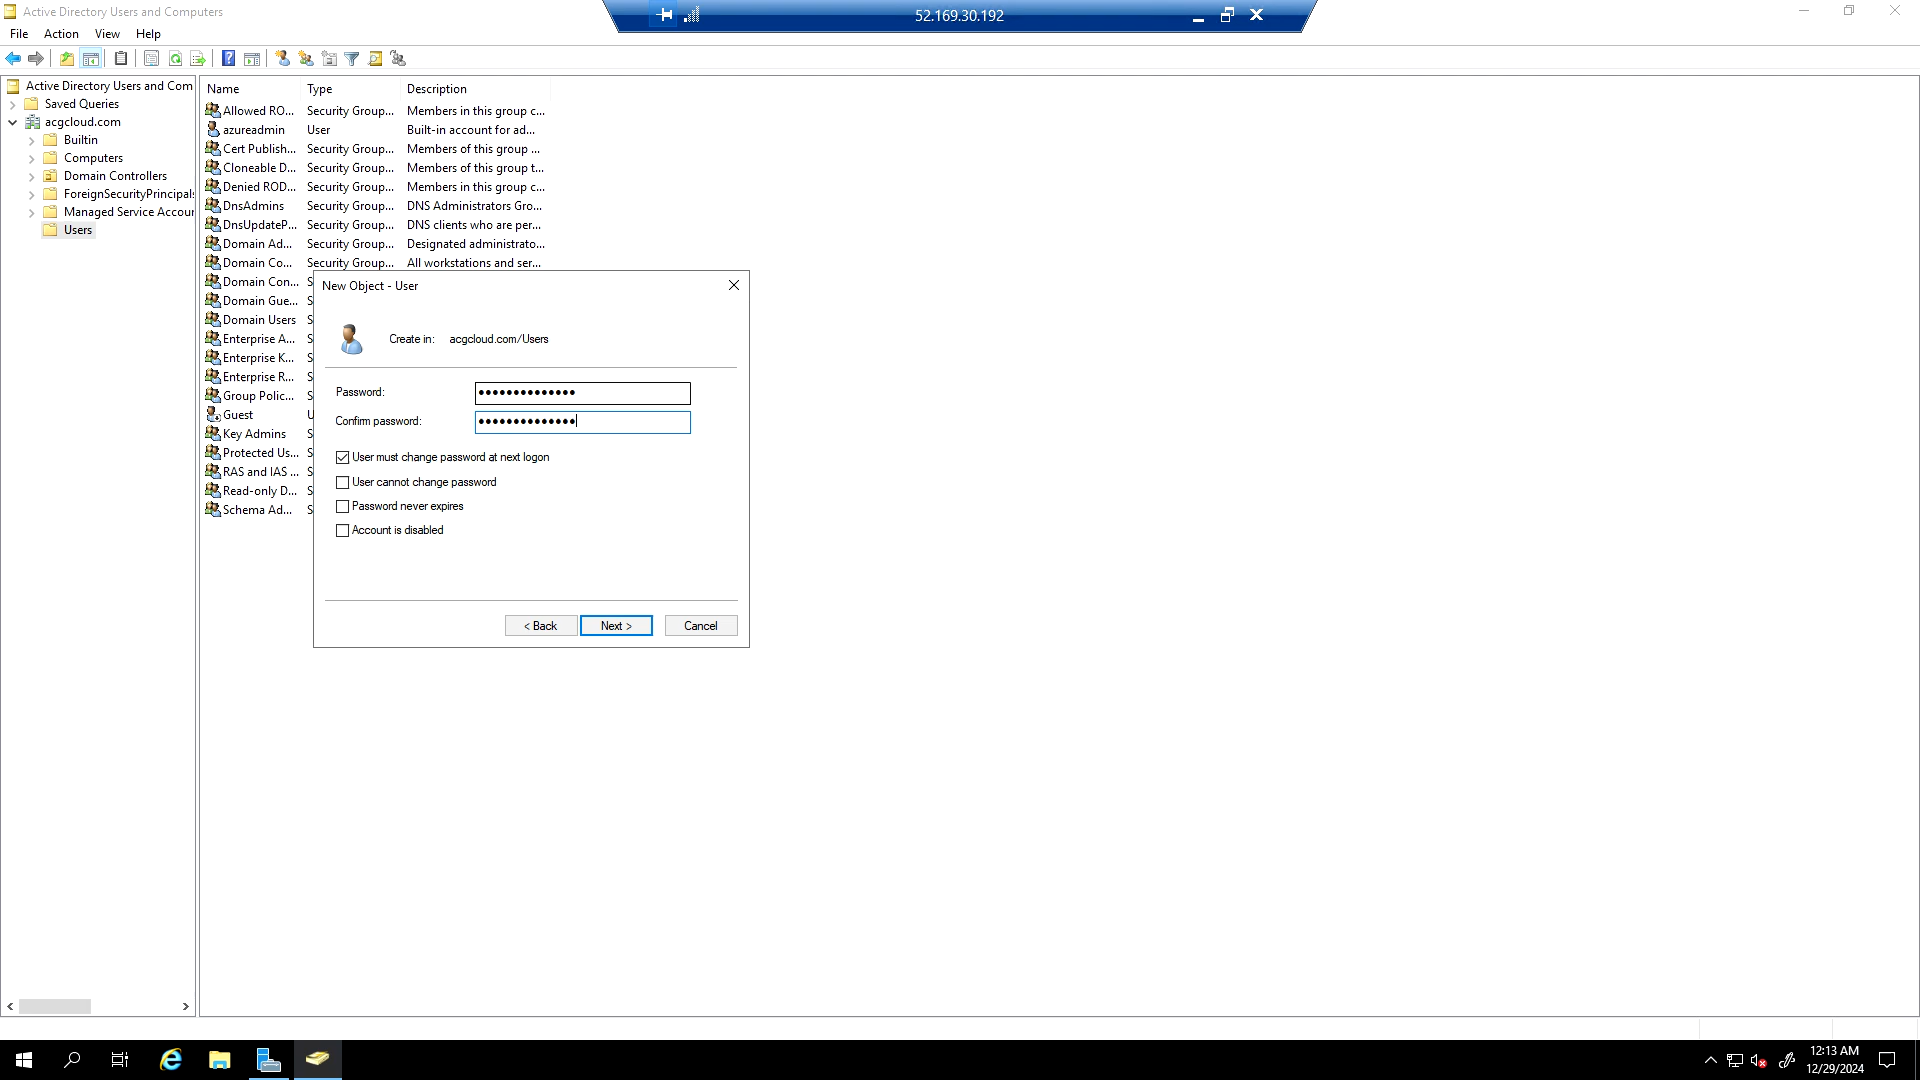 Active Directory Users and Computers
52.169.30.192
File Action View Help
Active Directory Users and Com
Saved Queries
acgcloud.com
Builtin
Computers
Domain Controllers
ForeignSecurityPrincipals
Managed Service Accour
Users
Name Type Description
Allowed RO... Security Group... Members in this group c...
azureadmin User Built-in account for ad...
Cert Publish... Security Group... Members of this group ...
Cloneable D... Security Group... Members of this group t...
Denied ROD... Security Group... Members in this group c...
DnsAdmins Security Group... DNS Administrators Gro...
DnsUpdateP... Security Group... DNS clients who are per...
Domain Ad... Security Group... Designated administrato...
Domain Co... Security Group... All workstations and ser...
Domain Con... S
Domain Gue... S
Domain Users S
Enterprise A... S
Enterprise K... S
Enterprise R... S
Group Polic... S
Guest U
Key Admins S
Protected Us... S
RAS and IAS ... S
Read-only D... S
Schema Ad... S
New Object - User
Create in: acgcloud.com/Users
Password: ••••••••••••••
Confirm password: ••••••••••••••
User must change password at next logon
User cannot change password
Password never expires
Account is disabled
< Back Next > Cancel
12:13 AM
12/29/2024